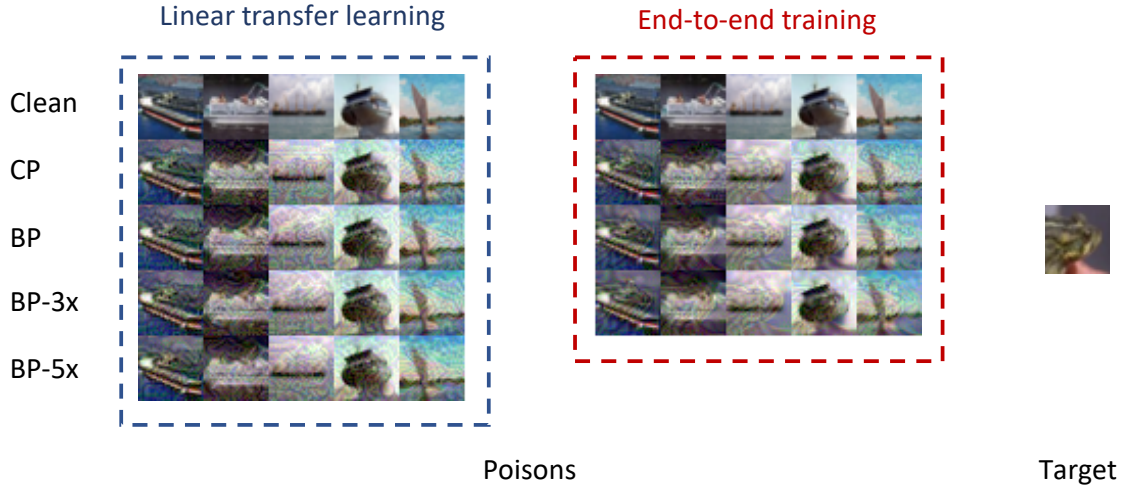 Linear transfer learning
End-to-end training
Clean
CP
BP
BP-3x
BP-5x
Poisons
Target